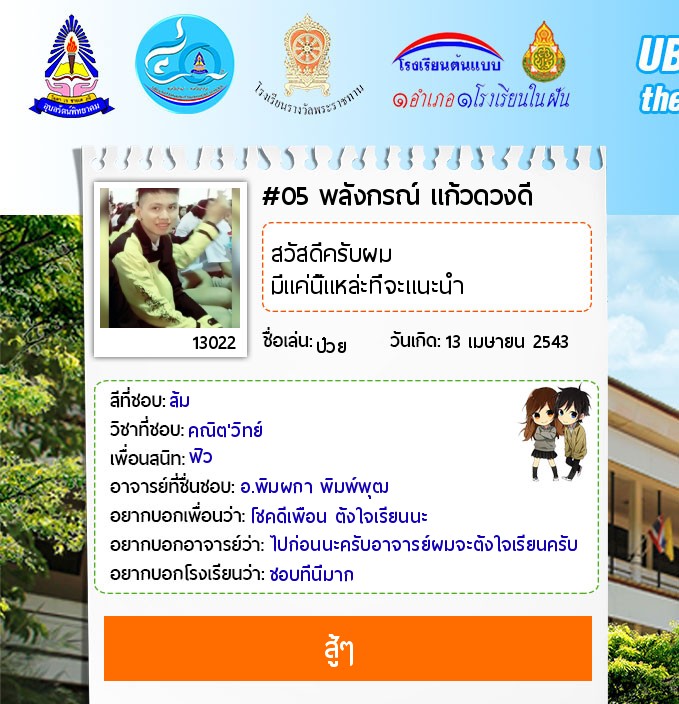 อุบลรัตน์พิทยาคม
โรงเรียนรางวัลพระราชทาน
โรงเรียนต้นแบบ
๑อำเภอ๑โรงเรียนในฝัน
UB
the
#05 พลังกรณ์ แก้วดวงดี
สวัสดีครับผม
มีแค่นี้แหล่ะที่จะแนะนำ
13022
ชื่อเล่น: ป่วย วันเกิด: 13 เมษายน 2543
สีที่ชอบ: ส้ม
วิชาที่ชอบ: คณิต'วิทย์
เพื่อนสนิท: ฟิว
อาจารย์ที่ชื่นชอบ: อ.พิมผกา พิมพ์พุฒ
อยากบอกเพื่อนว่า: โชคดีเพื่อน ตั้งใจเรียนนะ
อยากบอกอาจารย์ว่า: ไปก่อนนะครับอาจารย์ผมจะตั้งใจเรียนครับ
อยากบอกโรงเรียนว่า: ชอบที่นี่มาก
สู้ๆ